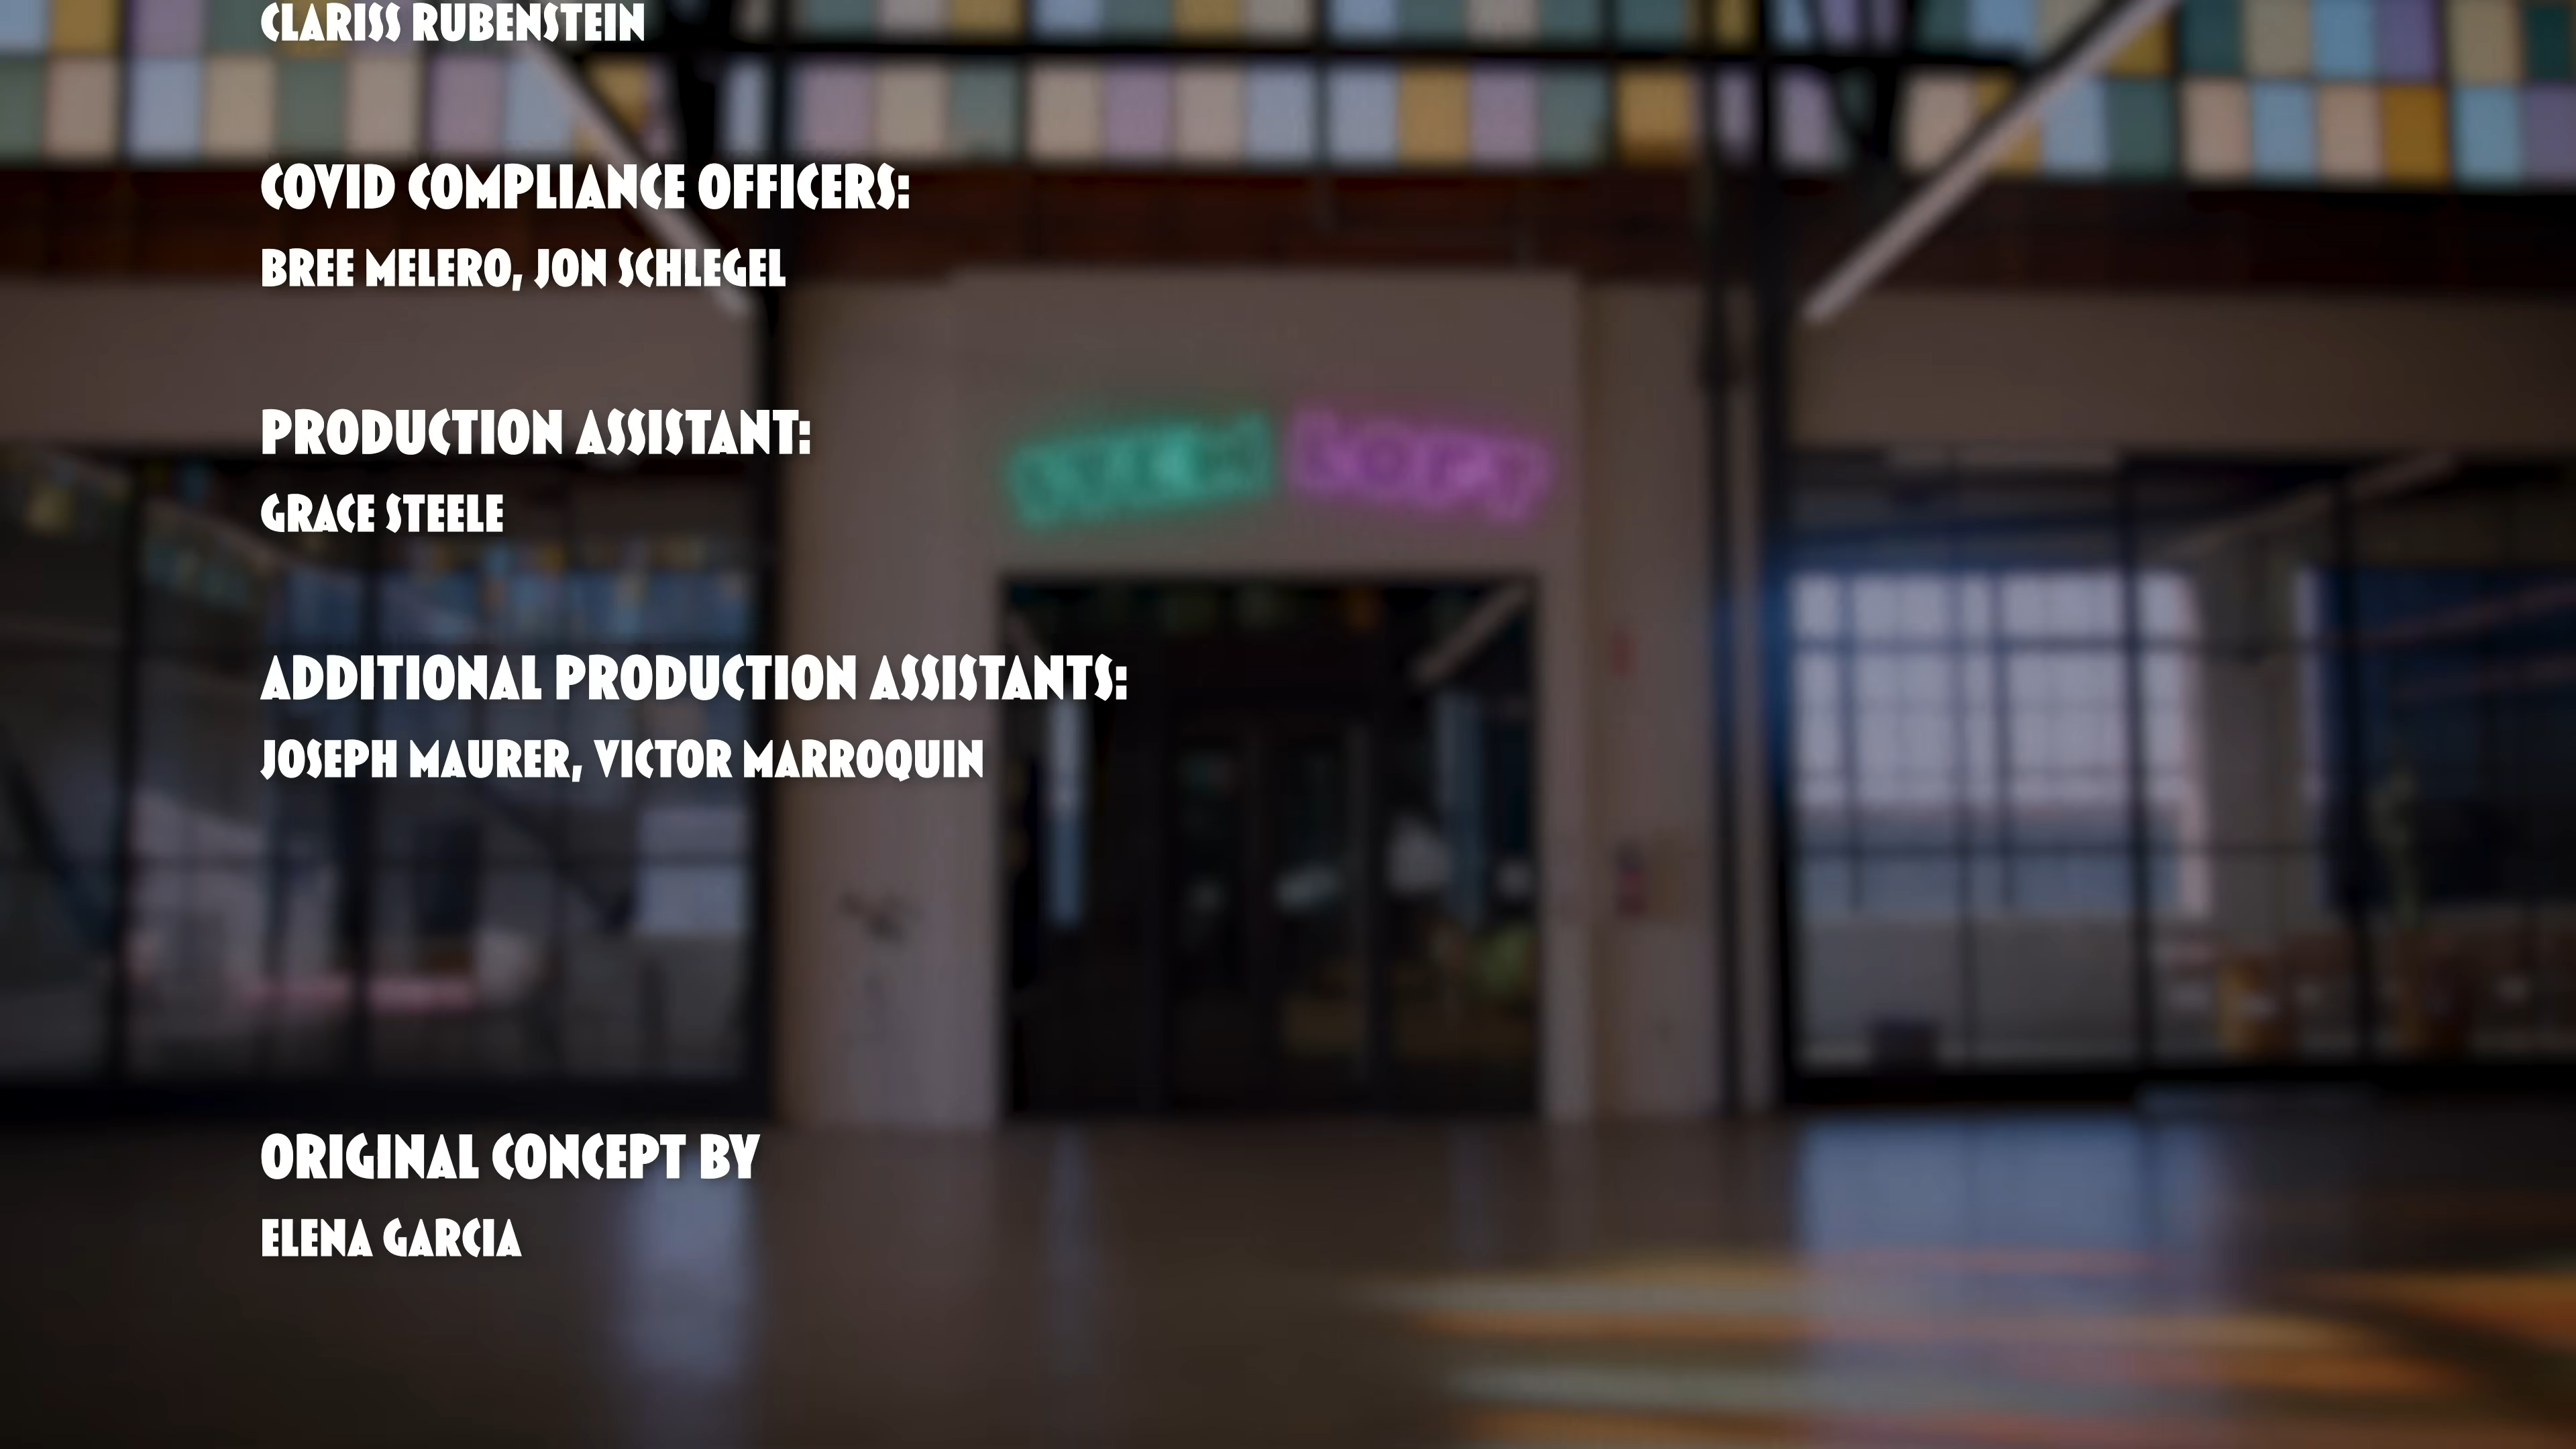 CLARISS RUBENSTEIN
COVID COMPLIANCE OFFICERS:
BREE MELERO, JON SCHLEGEL
PRODUCTION ASSISTANT:
GRACE STEELE
LOFT
ADDITIONAL PRODUCTION ASSISTANTS:
JOSEPH MAURER, VICTOR MARROQUIN
ORIGINAL CONCEPT BY
ELENA GARCIA